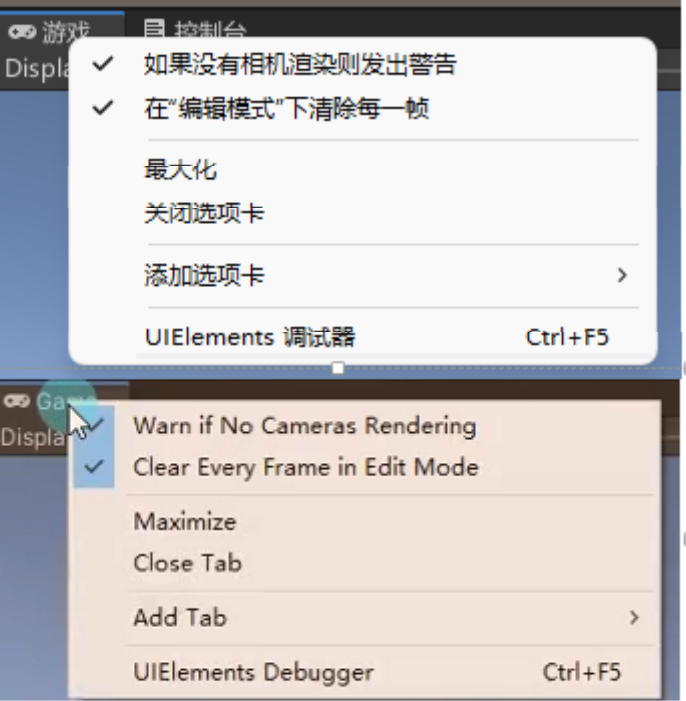 游戏 控制台
Displa
如果没有相机渲染则发出警告
在“编辑模式”下清除每一帧
最大化
关闭选项卡
添加选项卡
UIElements 调试器 Ctrl+F5
Game
Displa
Warn if No Cameras Rendering
Clear Every Frame in Edit Mode
Maximize
Close Tab
Add Tab
UIElements Debugger Ctrl+F5